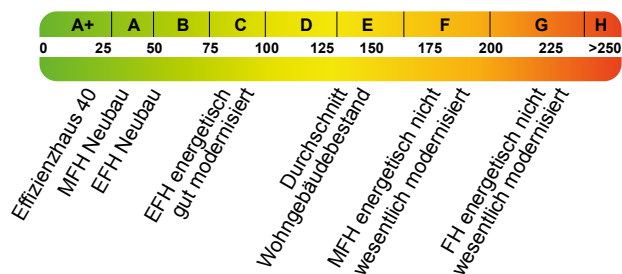 A+ A B C D E F G H
0 25 50 75 100 125 150 175 200 225 >250
Effizienzhaus 40
MFH Neubau
EFH Neubau
EFH energetisch
gut modernisiert
Durchschnitt
Wohngebäudebestand
MFH energetisch nicht
wesentlich modernisiert
FH energetisch nicht
wesentlich modernisiert